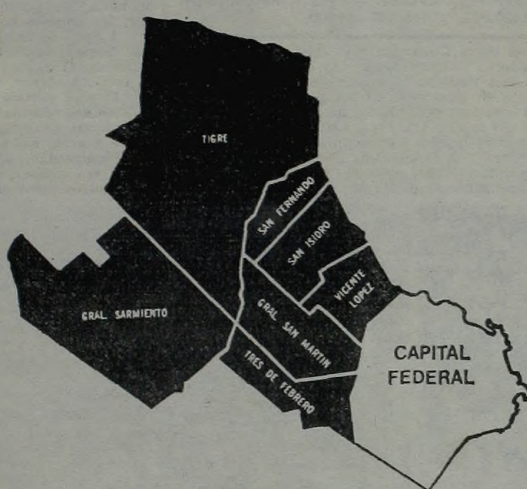 TIGRE
SAN FERNANDO
SAN ISIDRO
VICENTE
LOPEZ
GRAL. SARMIENTO
GRAL. SAN MARTIN
TRES DE FEBRERO
CAPITAL
FEDERAL